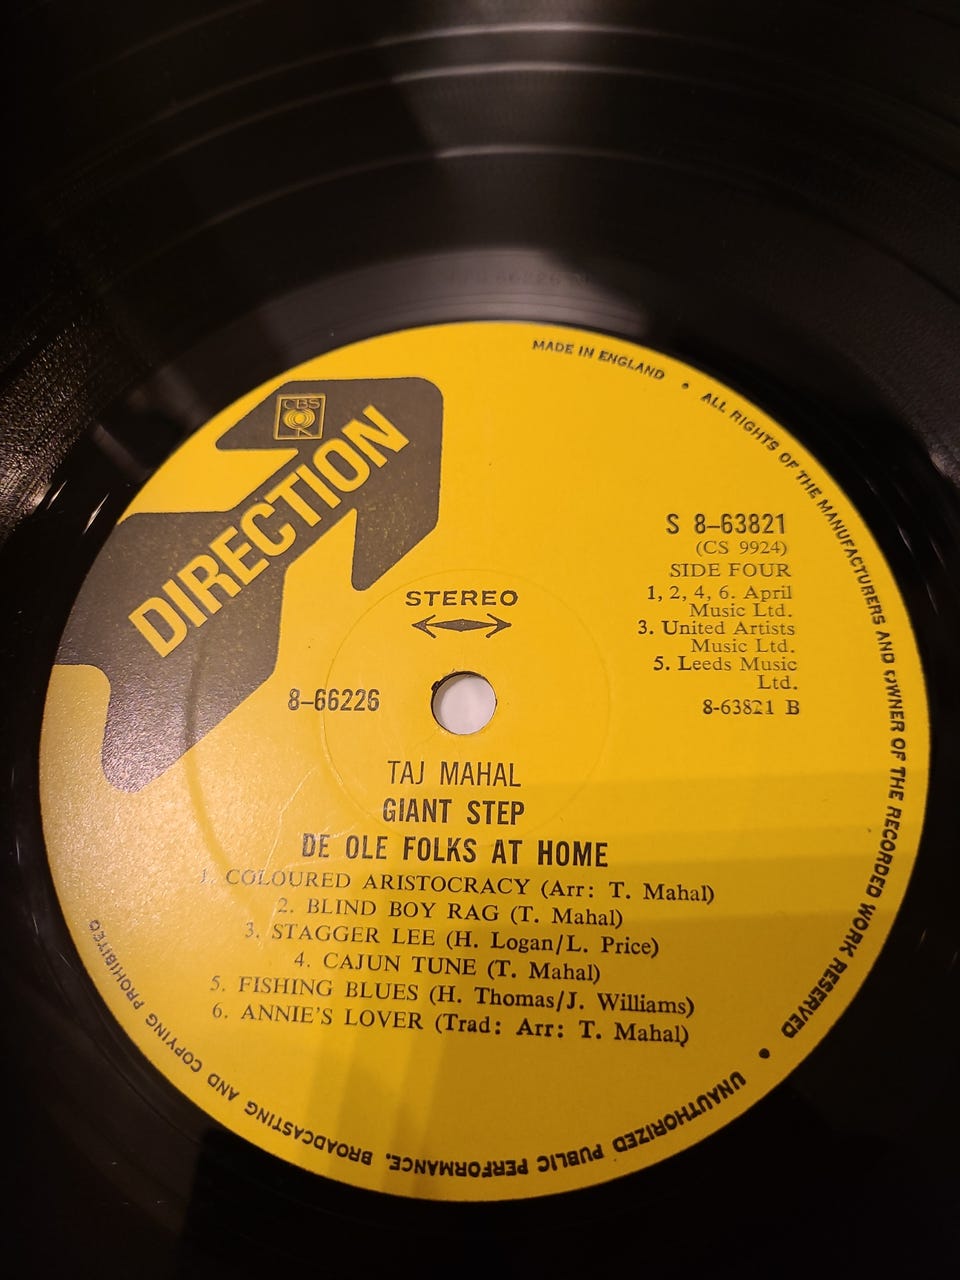 MADE IN ENGLAND • ALL RIGHTS OF THE MANUFACTURERS AND OWNER OF THE RECORDED WORK RESERVED • UNAUTHORIZED PUBLIC PERFORMANCE, BROADCASTING AND COPYING PROHIBITED
CBS
DIRECTION
S 8-63821
(CS 9924)
SIDE FOUR
1, 2, 4, 6. April
Music Ltd.
3. United Artists
Music Ltd.
5. Leeds Music
Ltd.
8-63821 B
STEREO
8-66226
TAJ MAHAL
GIANT STEP
DE OLE FOLKS AT HOME
1. COLOURED ARISTOCRACY (Arr: T. Mahal)
2. BLIND BOY RAG (T. Mahal)
3. STAGGER LEE (H. Logan/L. Price)
4. CAJUN TUNE (T. Mahal)
5. FISHING BLUES (H. Thomas/J. Williams)
6. ANNIE'S LOVER (Trad: Arr: T. Mahal)